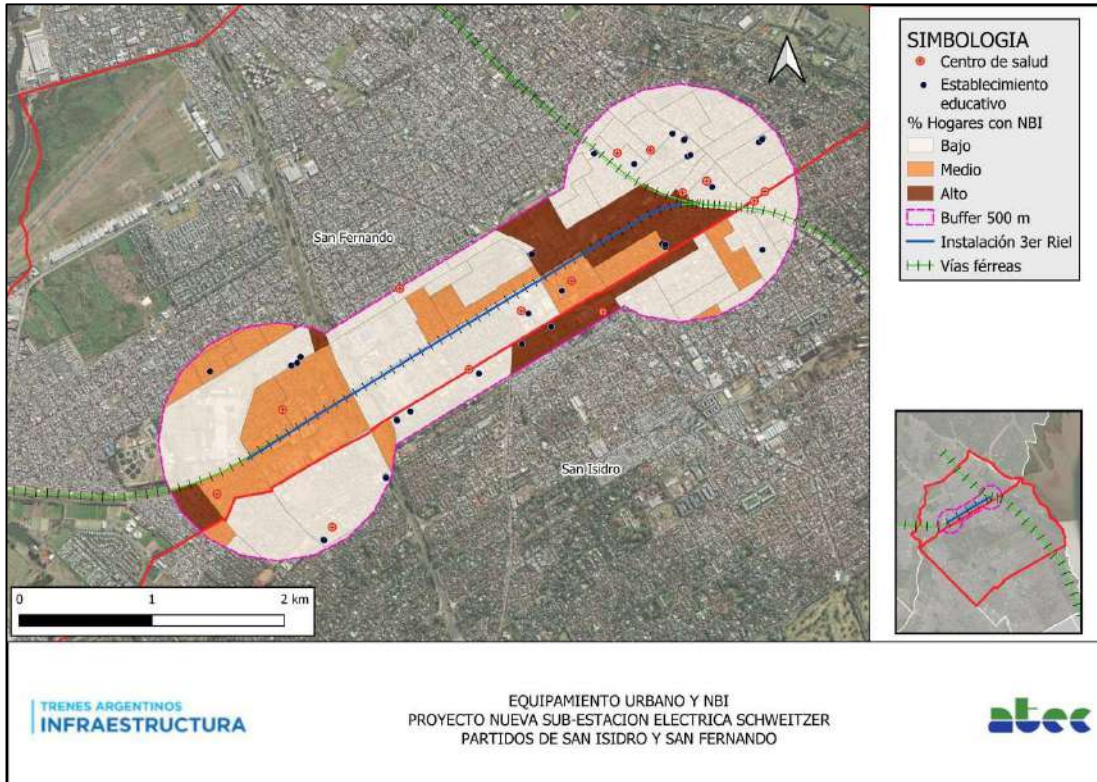 San Fernando
San Isidro
SIMBOLOGIA
Centro de salud
Establecimiento
educativo
% Hogares con NBI
Bajo
Medio
Alto
Buffer 500 m
Instalación 3er Riel
Vías férreas
0 1 2 km
TRENES ARGENTINOS
INFRAESTRUCTURA
EQUIPAMIENTO URBANO Y NBI
PROYECTO NUEVA SUB-ESTACION ELECTRICA SCHWEITZER
PARTIDOS DE SAN ISIDRO Y SAN FERNANDO
atec